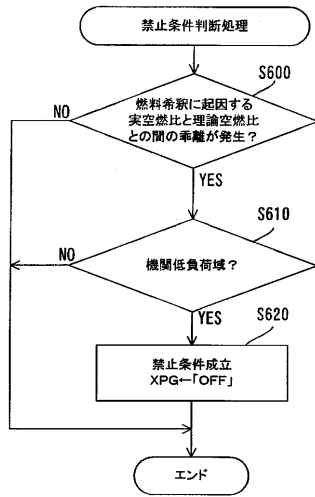 禁止条件判断処理
S600
燃料希釈に起因する
実空燃比と理論空燃比
との間の乖離が発生？
NO
YES
S610
機関低負荷域？
NO
YES
S620
禁止条件成立
XPG←「OFF」
エンド